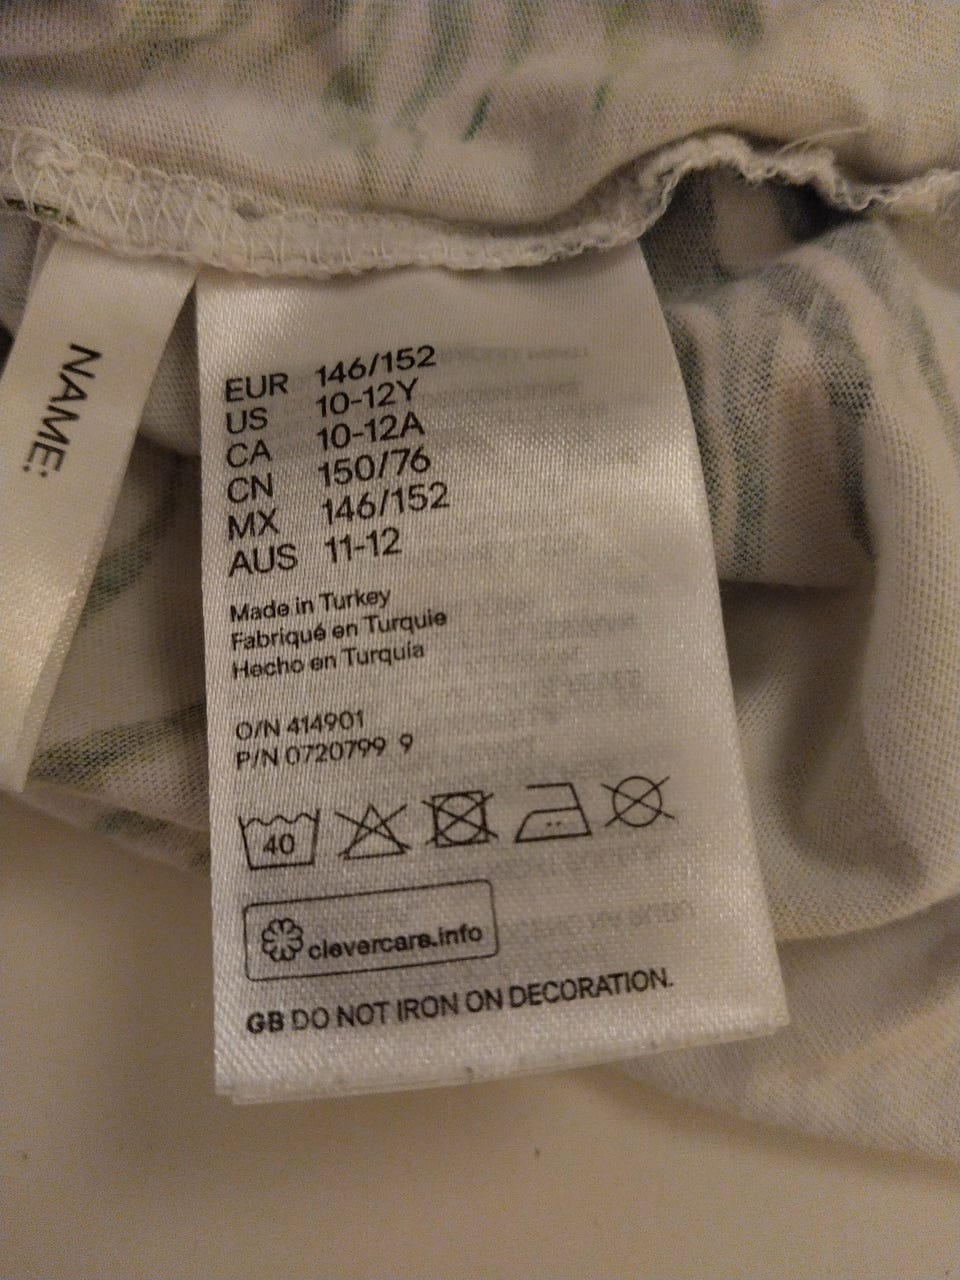 NAME:
EUR 146/152
US 10-12Y
CA 10-12A
CN 150/76
MX 146/152
AUS 11-12
Made in Turkey
Fabriqué en Turquie
Hecho en Turquía
O/N 414901
P/N 0720799 9
40
clevercare.info
GB DO NOT IRON ON DECORATION.